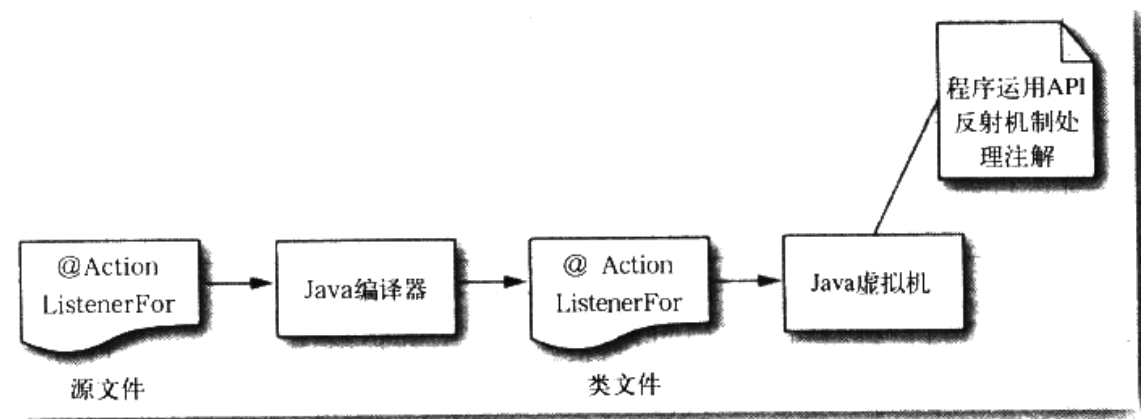 程序运用API
反射机制处
理注解
@Action
ListenerFor
Java编译器
@ Action
ListenerFor
Java虚拟机
源文件
类文件